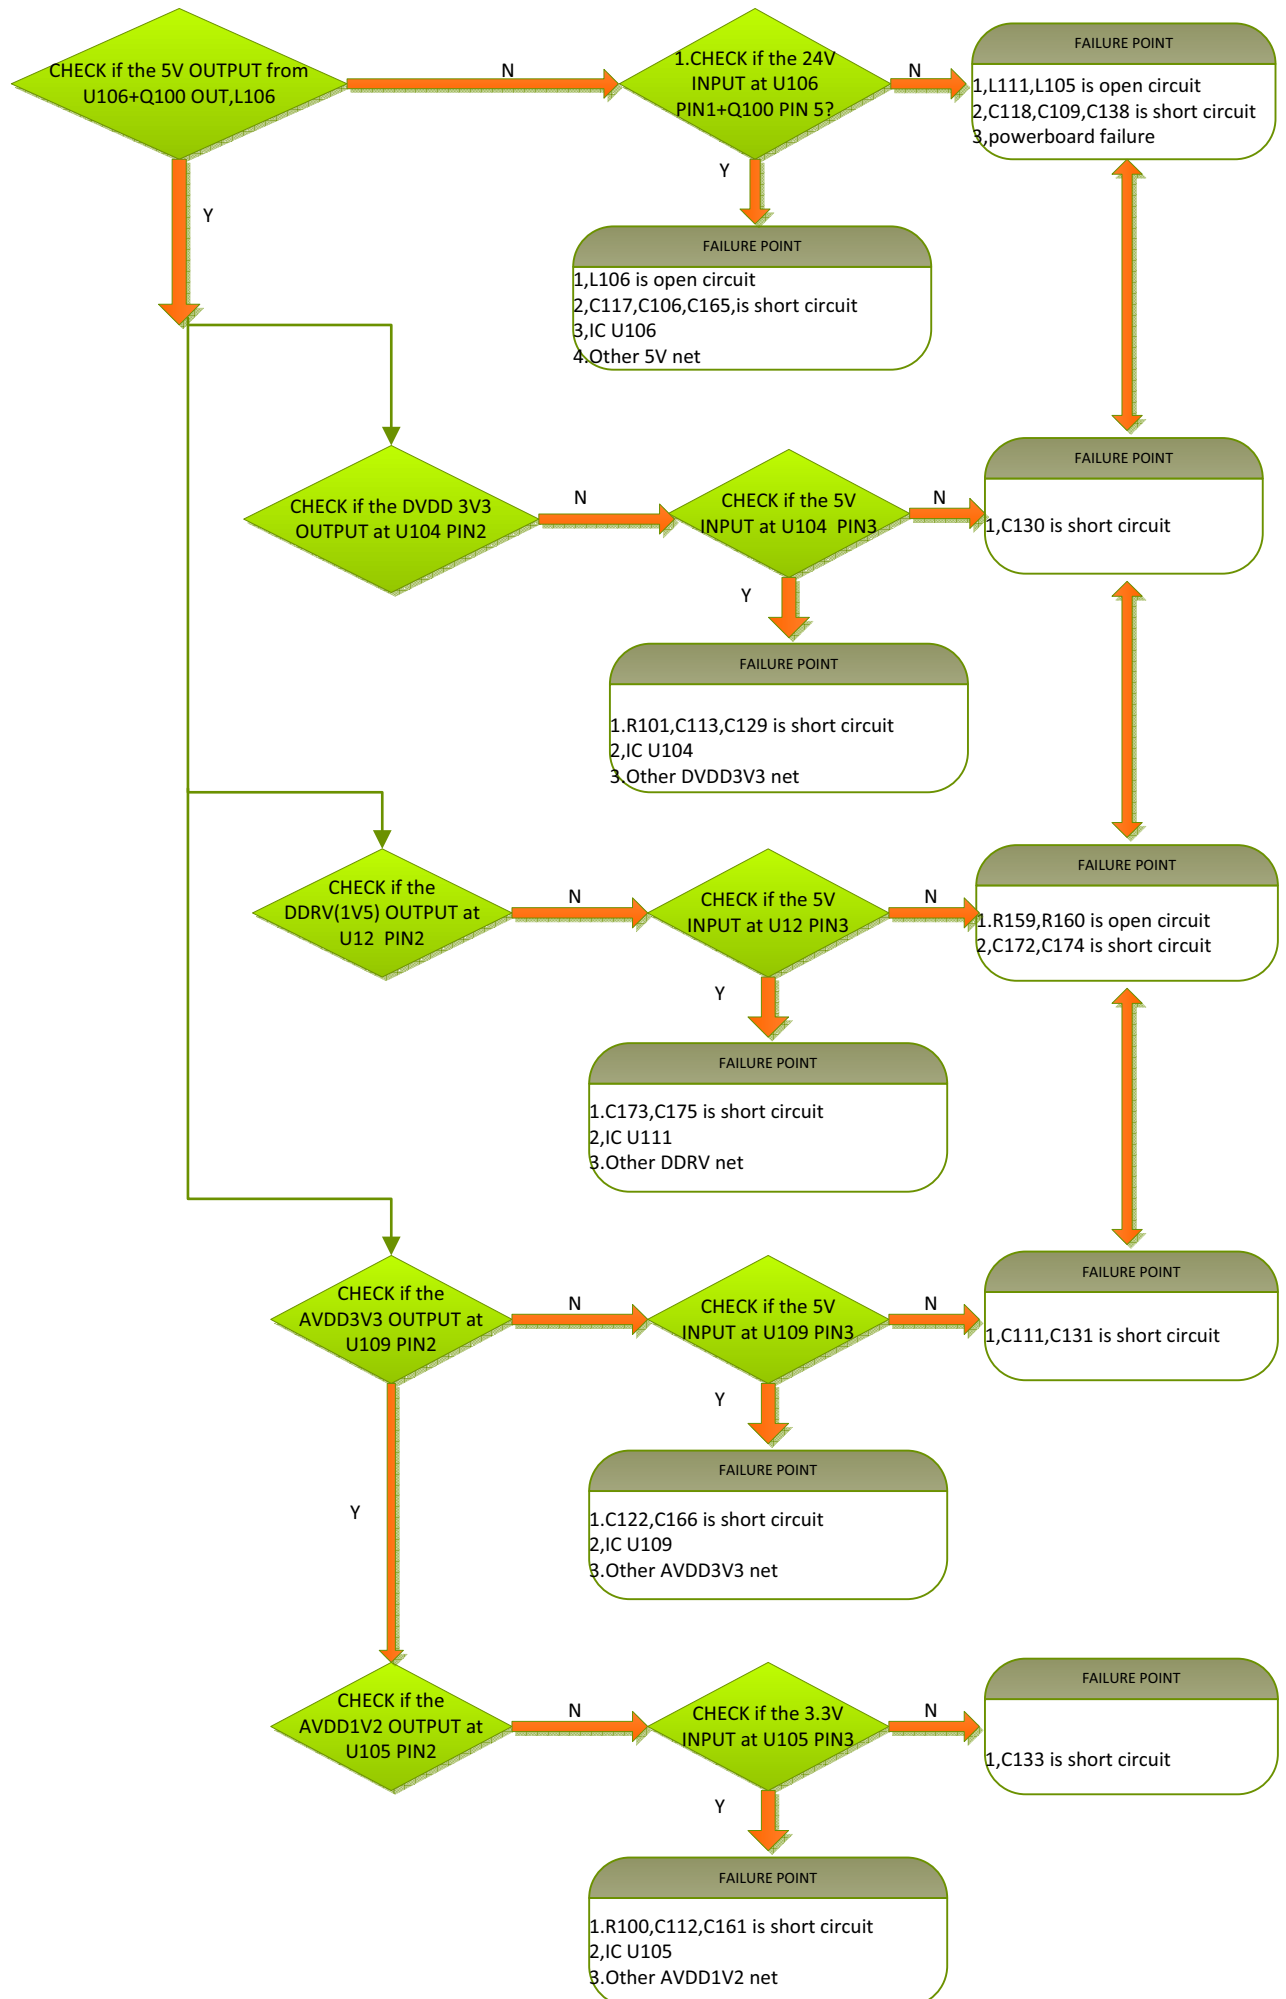 CHECK if the 5V OUTPUT from
U106+Q100 OUT,L106
N
1.CHECK if the 24V
INPUT at U106
PIN1+Q100 PIN 5?
N
FAILURE POINT
1,L111,L105 is open circuit
2,C118,C109,C138 is short circuit
3,powerboard failure
Y
Y
FAILURE POINT
1,L106 is open circuit
2,C117,C106,C165,is short circuit
3,IC U106
4.Other 5V net
CHECK if the DVDD 3V3
OUTPUT at U104 PIN2
N
CHECK if the 5V
INPUT at U104 PIN3
N
FAILURE POINT
1,C130 is short circuit
Y
FAILURE POINT
1.R101,C113,C129 is short circuit
2,IC U104
3.Other DVDD3V3 net
CHECK if the
DDRV(1V5) OUTPUT at
U12 PIN2
N
CHECK if the 5V
INPUT at U12 PIN3
N
FAILURE POINT
1.R159,R160 is open circuit
2,C172,C174 is short circuit
Y
FAILURE POINT
1.C173,C175 is short circuit
2,IC U111
3.Other DDRV net
CHECK if the
AVDD3V3 OUTPUT at
U109 PIN2
N
CHECK if the 5V
INPUT at U109 PIN3
N
FAILURE POINT
1,C111,C131 is short circuit
Y
FAILURE POINT
1.C122,C166 is short circuit
2,IC U109
3.Other AVDD3V3 net
Y
CHECK if the
AVDD1V2 OUTPUT at
U105 PIN2
N
CHECK if the 3.3V
INPUT at U105 PIN3
N
FAILURE POINT
1,C133 is short circuit
Y
FAILURE POINT
1.R100,C112,C161 is short circuit
2,IC U105
3.Other AVDD1V2 net